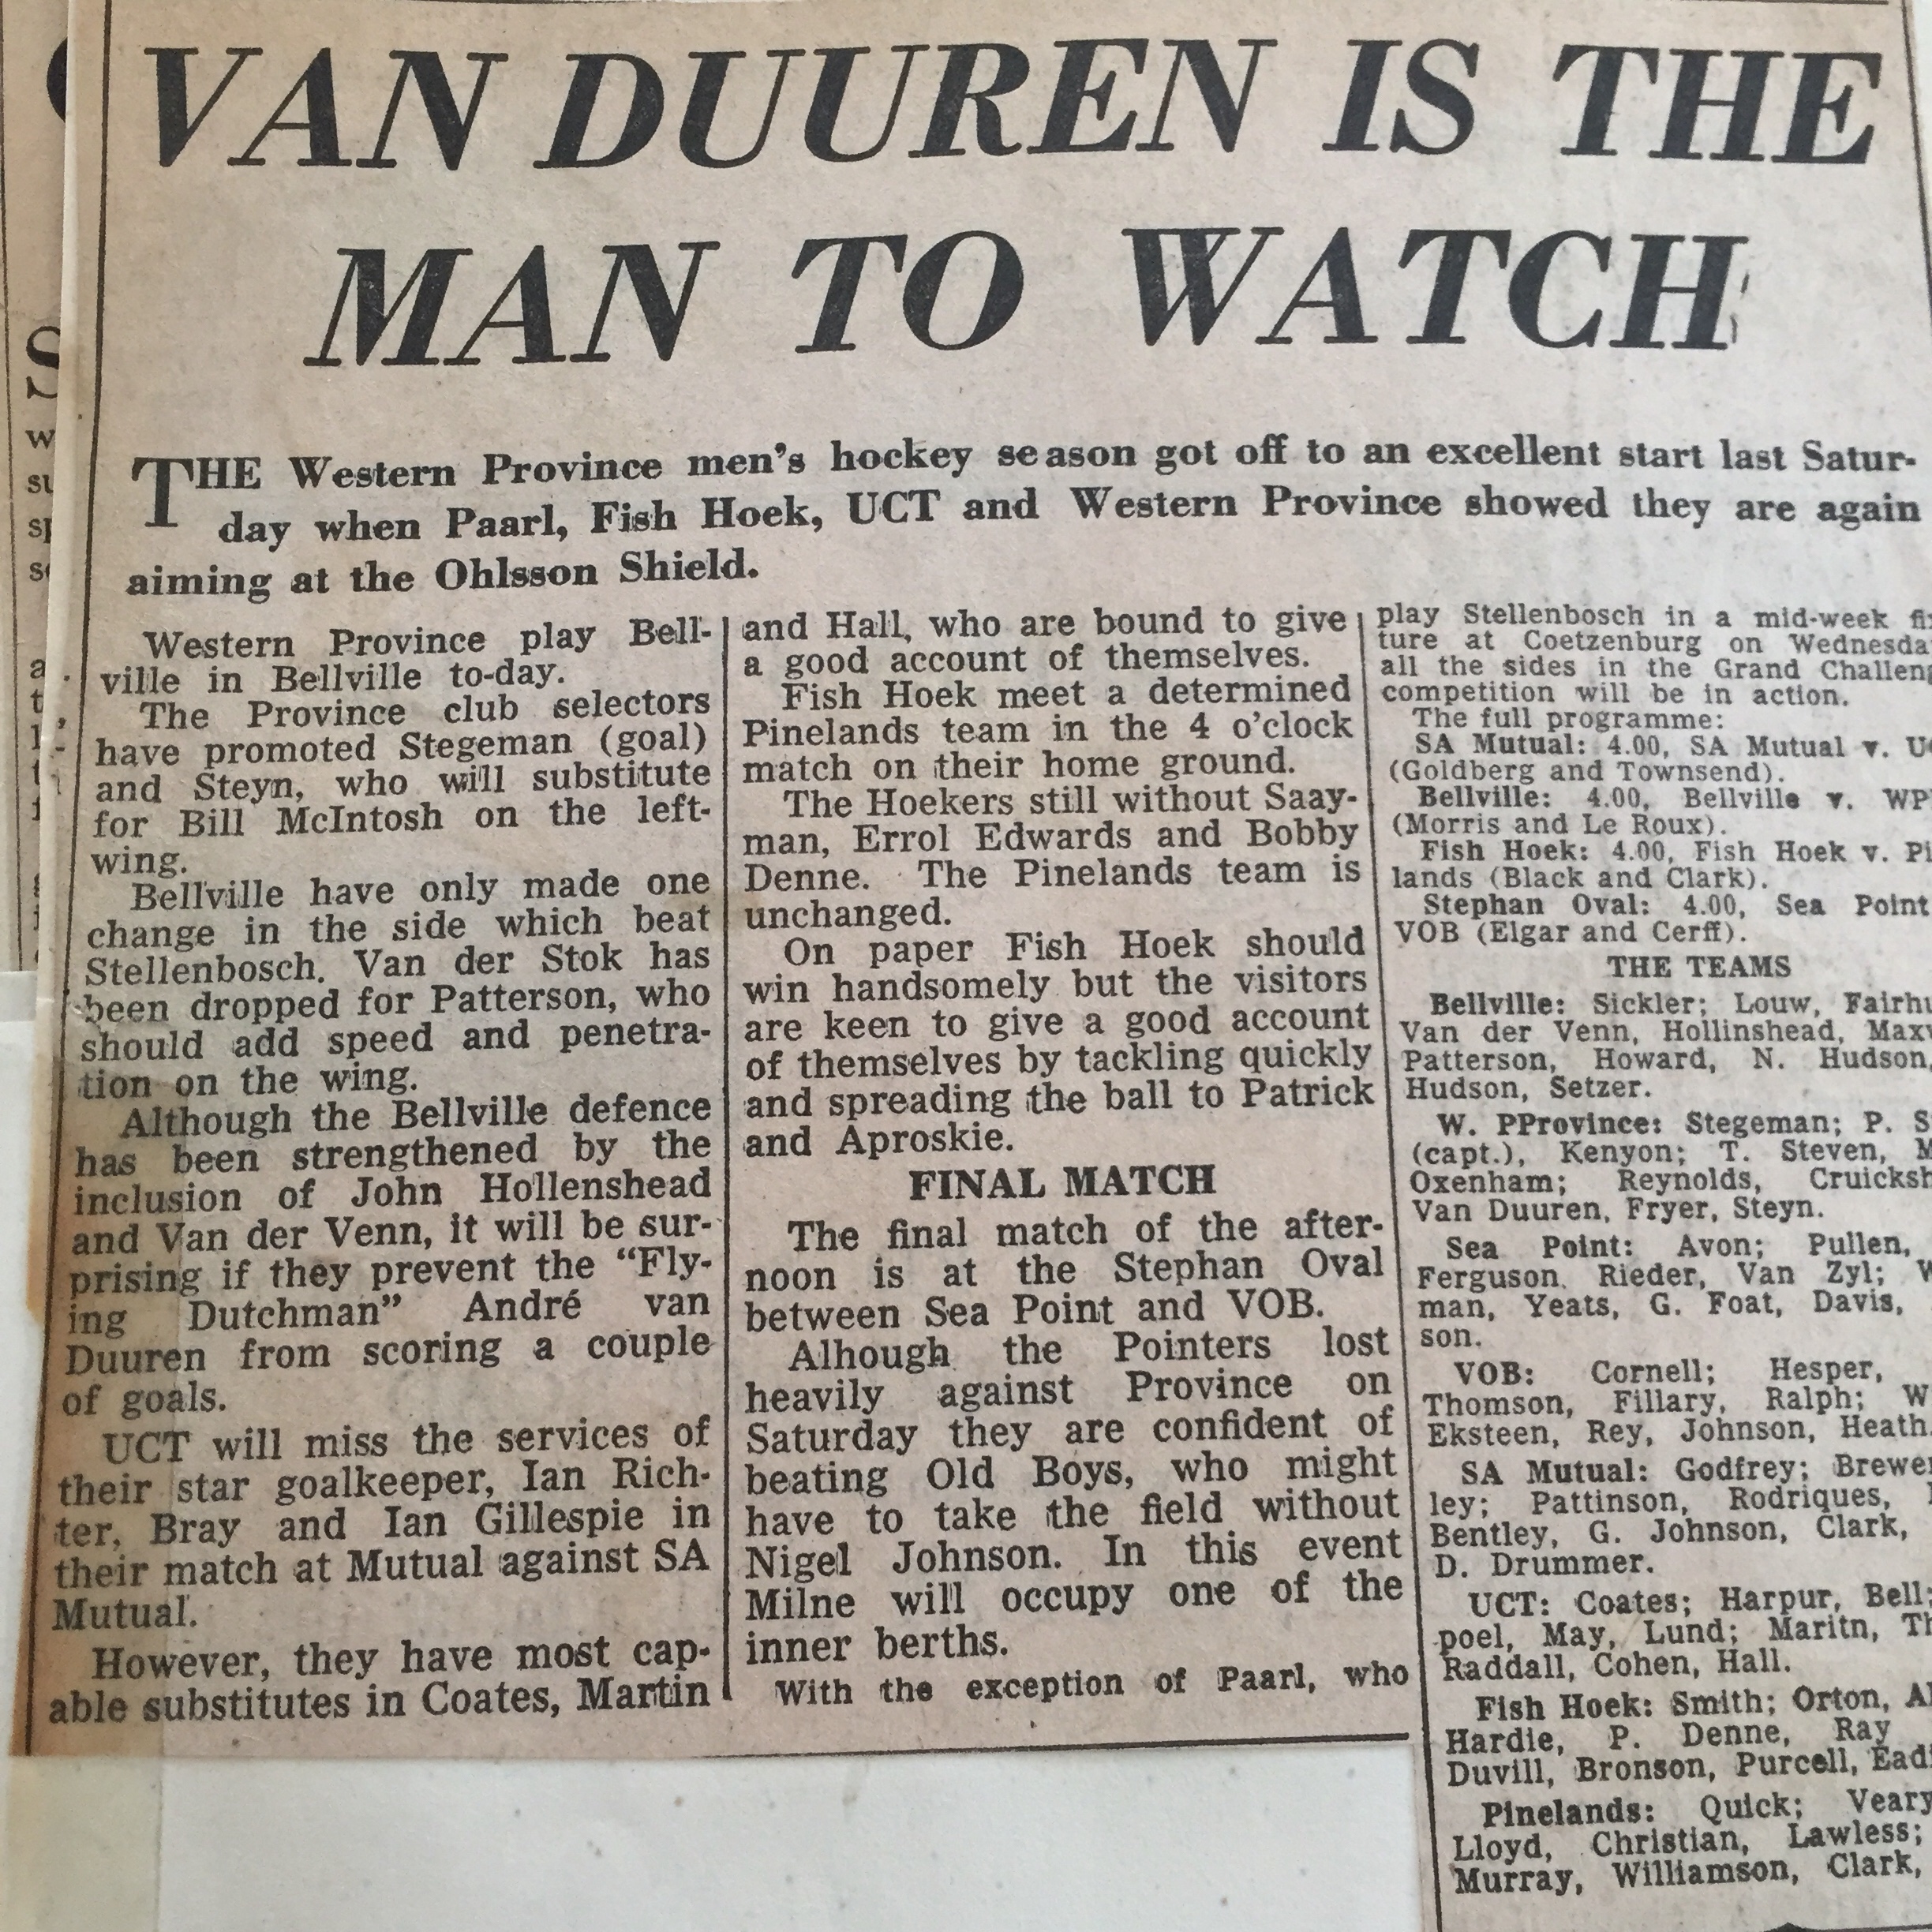 VAN DUUREN IS THE
MAN TO WATCH
THE Western Province men's hockey season got off to an excellent start last Satur-
day when Paarl, Fish Hoek, UCT and Western Province showed they are again
aiming at the Ohlsson Shield.
Western Province play Bell-
ville in Bellville to-day.
The Province club selectors
have promoted Stegeman (goal)
and Steyn, who will substitute
for Bill McIntosh on the left-
wing.
Bellville have only made one
change in the side which beat
Stellenbosch. Van der Stok has
been dropped for Patterson, who
should add speed and penetra-
tion on the wing.
Although the Bellville defence
has been strengthened by the
inclusion of John Hollenshead
and Van der Venn, it will be sur-
prising if they prevent the "Fly-
ing Dutchman" André van
Duuren from scoring a couple
of goals.
UCT will miss the services of
their star goalkeeper, Ian Rich-
ter, Bray and Ian Gillespie in
their match at Mutual against SA
Mutual.
However, they have most cap-
able substitutes in Coates, Martin
and Hall, who are bound to give
a good account of themselves.
Fish Hoek meet a determined
Pinelands team in the 4 o'clock
match on their home ground.
The Hoekers still without Saay-
man, Errol Edwards and Bobby
Denne. The Pinelands team is
unchanged.
On paper Fish Hoek should
win handsomely but the visitors
are keen to give a good account
of themselves by tackling quickly
and spreading the ball to Patrick
and Aproskie.
FINAL MATCH
The final match of the after-
noon is at the Stephan Oval
between Sea Point and VOB.
Alhough the Pointers lost
heavily against Province on
Saturday they are confident of
beating Old Boys, who might
have to take the field without
Nigel Johnson. In this event
Milne will occupy one of the
inner berths.
With the exception of Paarl, who
play Stellenbosch in a mid-week
ture at Coetzenburg on
all the sides in the Grand
competition will be in action.
The full programme:
SA Mutual: 4.00, SA Mutual v.
(Goldberg and Townsend).
Bellville: 4.00, Bellville v. WP
(Morris and Le Roux).
Fish Hoek: 4.00, Fish Hoek v.
lands (Black and Clark).
Stephan Oval: 4.00, Sea Point
VOB (Elgar and Cerff).
THE TEAMS
Bellville: Sickler; Louw,
Van der Venn, Hollinshead,
Patterson, Howard, N. Hudson,
Hudson, Setzer.
W. PProvince: Stegeman; P.
(capt.), Kenyon; T. Steven,
Oxenham; Reynolds,
Van Duuren, Fryer, Steyn.
Sea Point: Avon; Pullen,
Ferguson. Rieder, Van Zyl;
man, Yeats, G. Foat, Davis,
son.
VOB: Cornell; Hesper,
Thomson, Fillary, Ralph;
Eksteen, Rey, Johnson, Heath.
SA Mutual: Godfrey;
ley; Pattinson, Rodriques,
Bentley, G. Johnson, Clark,
D. Drummer.
UCT: Coates; Harpur, Bell;
poel, May, Lund; Maritn,
Raddall, Cohen, Hall.
Fish Hoek: Smith; Orton,
Hardie, P. Denne, Ray
Duvill, Bronson, Purcell,
Pinelands: Quick;
Lloyd, Christian, Lawless;
Murray, Williamson, Clark,